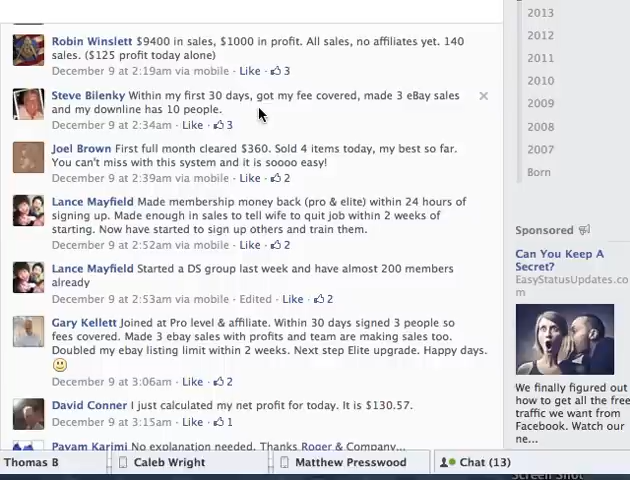 Robin Winslett $9400 in sales, $1000 in profit. All sales, no affiliates yet. 140
sales. ($125 profit today alone)
December 9 at 2:19am via mobile · Like · 3
Steve Bilenky Within my first 30 days, got my fee covered, made 3 eBay sales
and my downline has 10 people.
December 9 at 2:34am · Like · 3
Joel Brown First full month cleared $360. Sold 4 items today, my best so far.
You can't miss with this system and it is soooo easy!
December 9 at 2:39am via mobile · Like · 2
Lance Mayfield Made membership money back (pro & elite) within 24 hours of
signing up. Made enough in sales to tell wife to quit job within 2 weeks of
starting. Now have started to sign up others and train them.
December 9 at 2:52am via mobile · Like · 2
Lance Mayfield Started a DS group last week and have almost 200 members
already
December 9 at 2:53am via mobile · Edited · Like · 2
Gary Kellett Joined at Pro level & affiliate. Within 30 days signed 3 people so
fees covered. Made 3 ebay sales with profits and team are making sales too.
Doubled my ebay listing limit within 2 weeks. Next step Elite upgrade. Happy days.
December 9 at 3:06am · Like · 2
David Conner I just calculated my net profit for today. It is $130.57.
December 9 at 3:15am · Like · 1
Payam Karimi No explanation needed. Thanks Roger & Company...
2013
2012
2011
2010
2009
2008
2007
Born
Sponsored
Can You Keep A
Secret?
EasyStatusUpdates.co
m
We finally figured out
how to get all the free
traffic we want from
Facebook. Watch our
ne...
Thomas B
Caleb Wright
Matthew Presswood
Chat (13)
Screen Shot